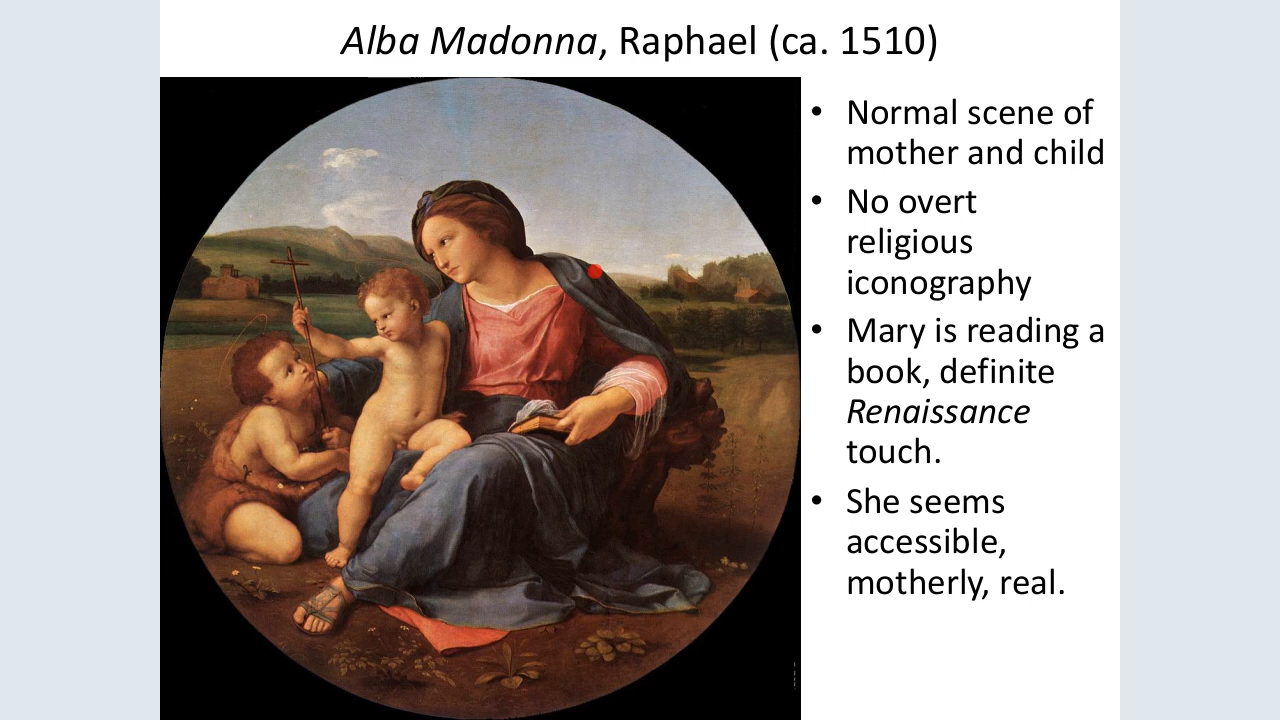 Alba Madonna, Raphael (ca. 1510)
• Normal scene of
mother and child
• No overt
religious
iconography
• Mary is reading a
book, definite
Renaissance
touch.
• She seems
accessible,
motherly, real.